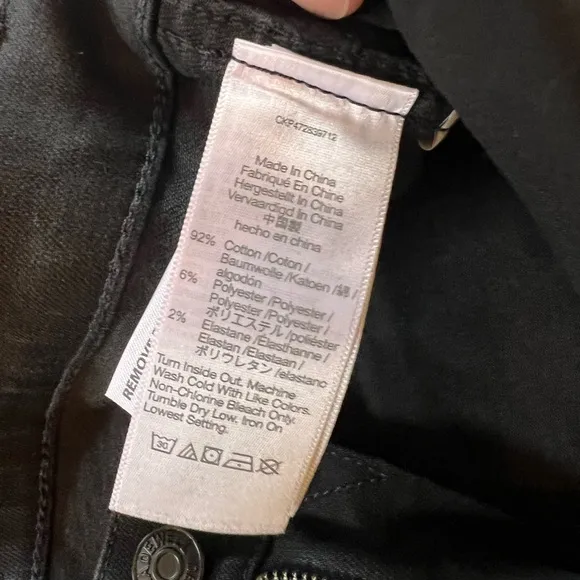 CKP472839712
Made In China
Fabriqué En Chine
Hergestellt In China
Vervaardigd In China
中国製
hecho en china
92% Cotton /Coton/
Baumwolle /Katoen /綿 /
algodón
6% Polyester /Polyester /
Polyester /Polyester /
ポリエステル /poliéster
2% Elastane /Elasthanne /
Elastan /Elastaan /
ポリウレタン /elastano
Turn Inside Out. Machine
Wash Cold With Like Colors.
Non-Chlorine Bleach Only.
Tumble Dry Low. Iron On
Lowest Setting.
30
REMOVE